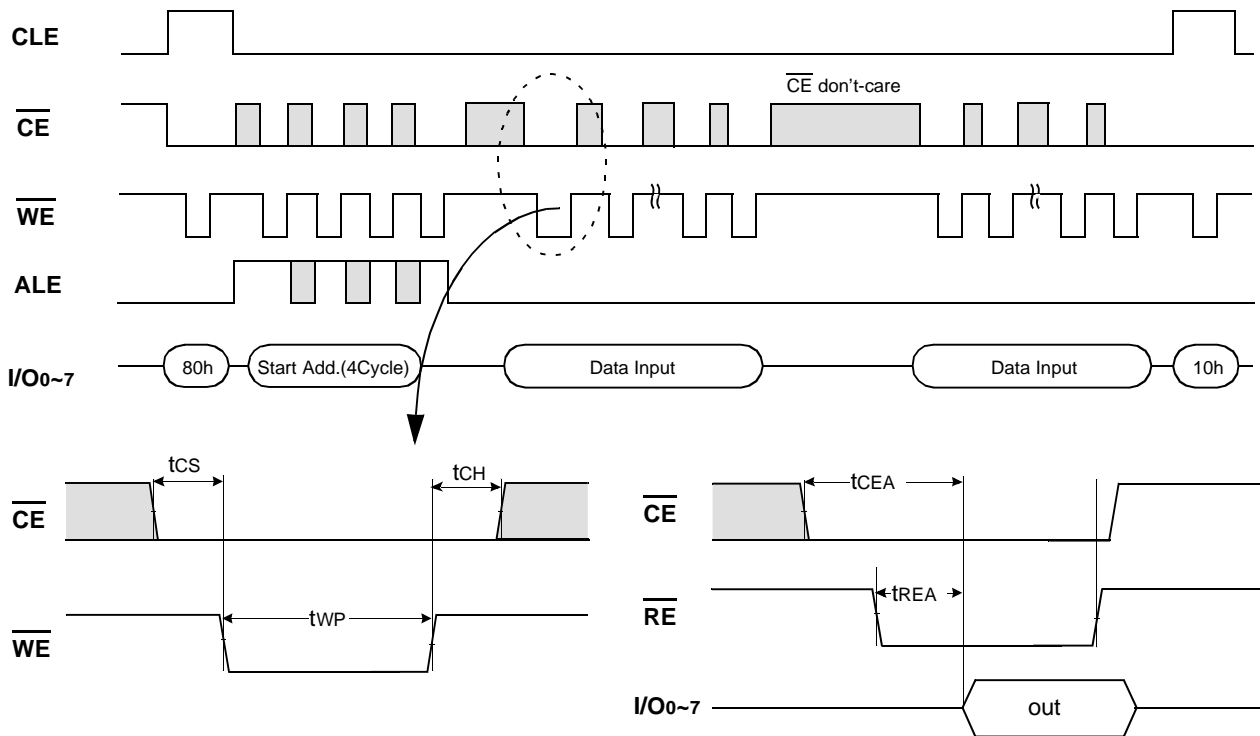 CLE
CE don't-care
CE
WE
ALE
I/O0~7
80h
Start Add.(4Cycle)
Data Input
Data Input
10h
tCS
tCH
CE
tWP
WE
tCEA
CE
tREA
RE
I/O0~7
out